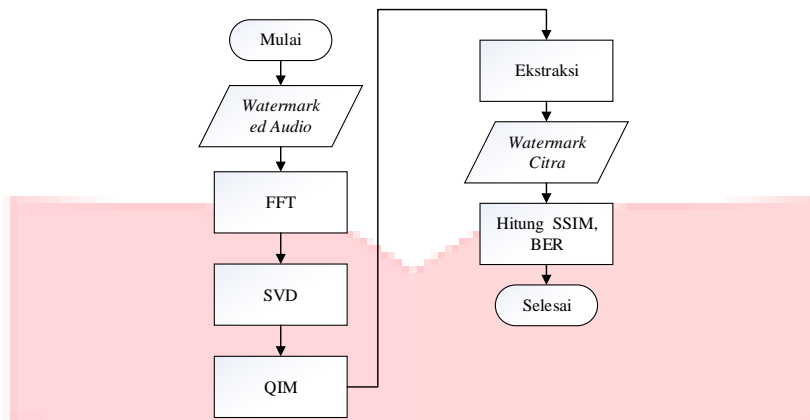 Mulai
Watermark
ed Audio
FFT
SVD
QIM
Ekstraksi
Watermark
Citra
Hitung SSIM,
BER
Selesai